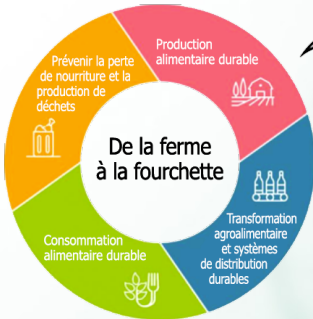 Prévenir la perte
de nourriture et la
production de
déchets
Production
alimentaire durable
De la ferme
à la fourchette
Transformation
agroalimentaire
et systèmes
de distribution
durables
Consommation
alimentaire durable